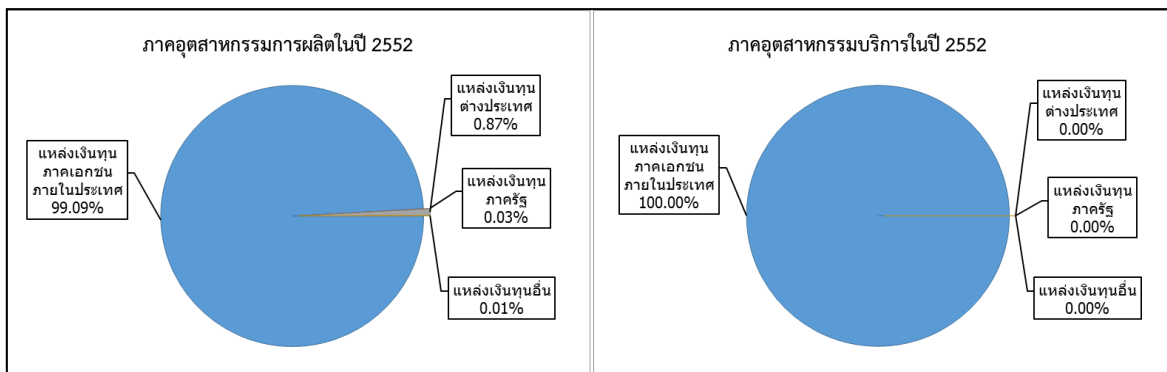 ภาคอุตสาหกรรมการผลิตในปี 2552
แหล่งเงินทุน
ต่างประเทศ
0.87%
แหล่งเงินทุน
ภาคเอกชน
ภายในประเทศ
99.09%
แหล่งเงินทุน
ภาครัฐ
0.03%
แหล่งเงินทุนอื่น
0.01%
ภาคอุตสาหกรรมบริการในปี 2552
แหล่งเงินทุน
ต่างประเทศ
0.00%
แหล่งเงินทุน
ภาคเอกชน
ภายในประเทศ
100.00%
แหล่งเงินทุน
ภาครัฐ
0.00%
แหล่งเงินทุนอื่น
0.00%